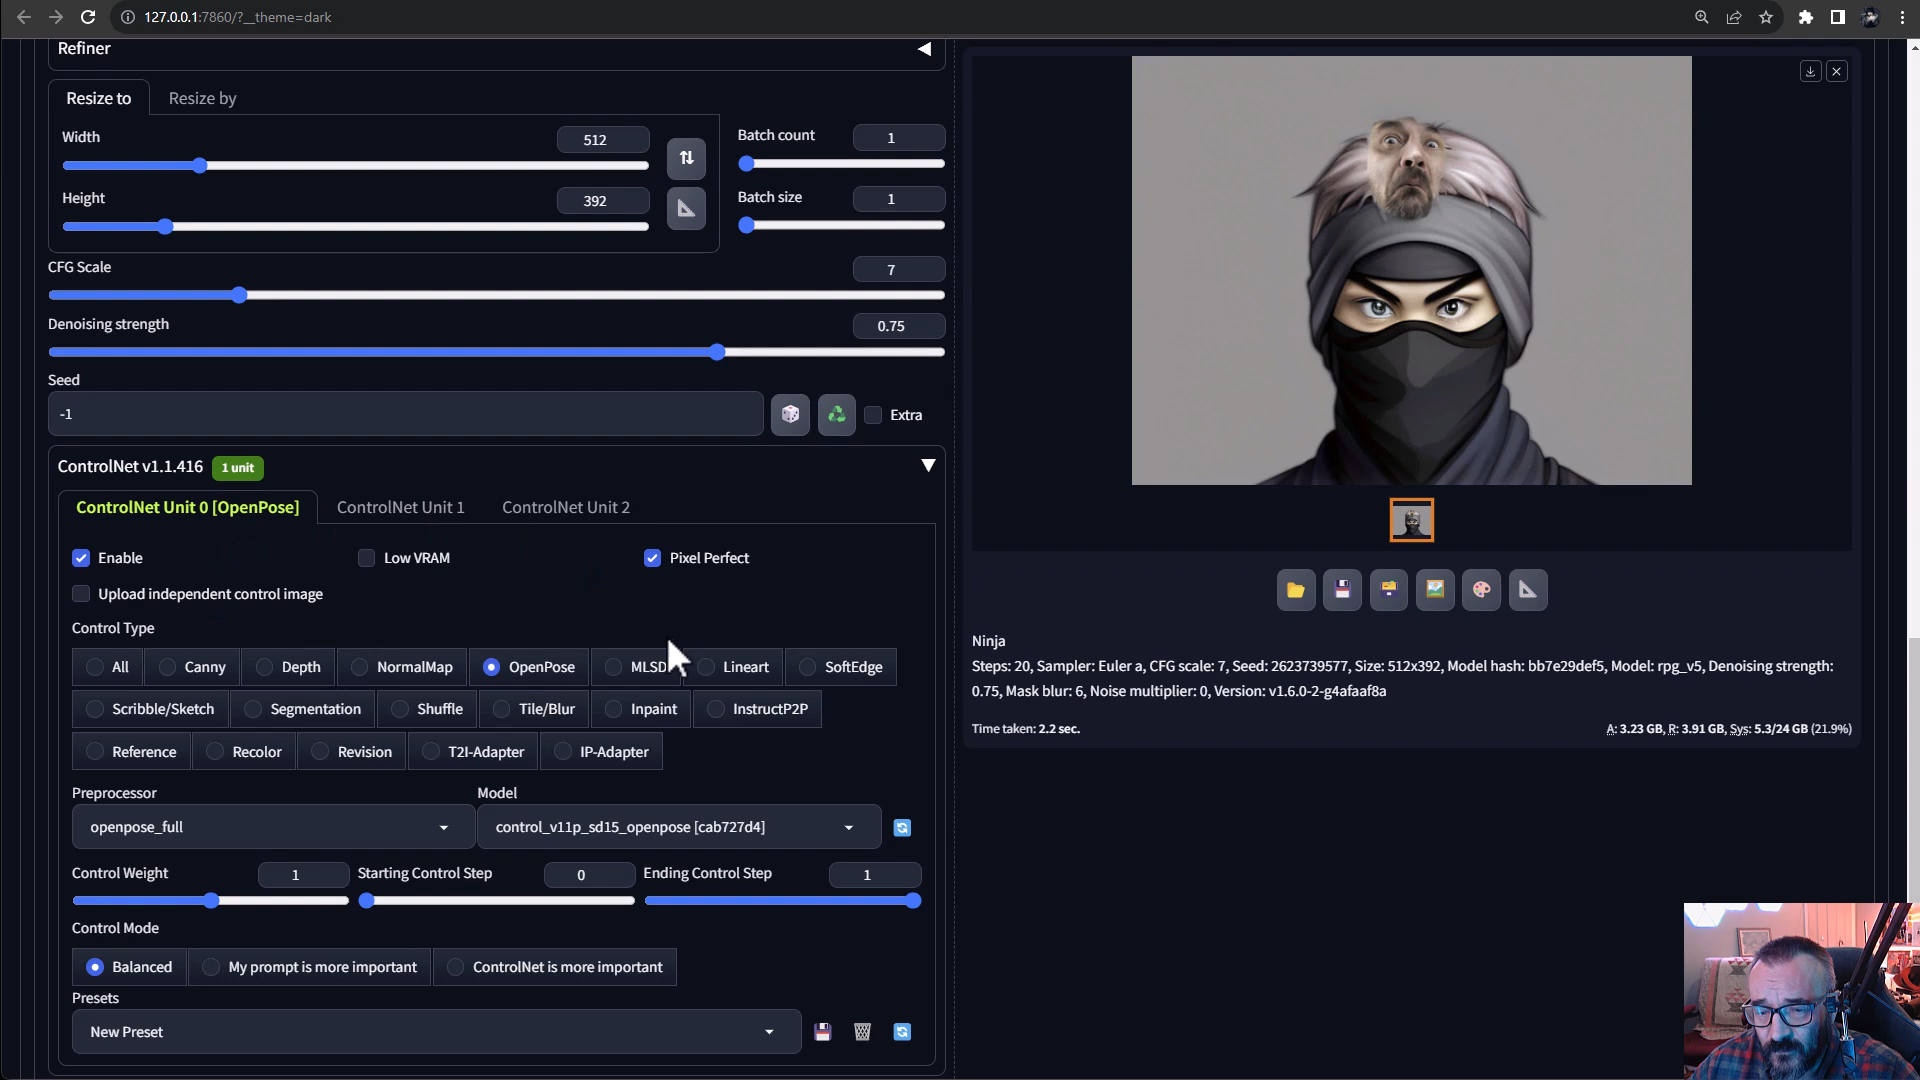 127.0.0.1:7860/?__theme=dark
Refiner
Resize to
Resize by
Width
512
Height
392
Batch count
1
Batch size
1
CFG Scale
7
Denoising strength
0.75
Seed
-1
Extra
ControlNet v1.1.416
1 unit
ControlNet Unit 0 [OpenPose]
ControlNet Unit 1
ControlNet Unit 2
Enable
Low VRAM
Pixel Perfect
Upload independent control image
Control Type
All
Canny
Depth
NormalMap
OpenPose
MLSD
Lineart
SoftEdge
Scribble/Sketch
Segmentation
Shuffle
Tile/Blur
Inpaint
InstructP2P
Reference
Recolor
Revision
T2I-Adapter
IP-Adapter
Preprocessor
openpose_full
Model
control_v11p_sd15_openpose [cab727d4]
Control Weight
1
Starting Control Step
0
Ending Control Step
1
Control Mode
Balanced
My prompt is more important
ControlNet is more important
Presets
New Preset
Ninja
Steps: 20, Sampler: Euler a, CFG scale: 7, Seed: 2623739577, Size: 512x392, Model hash: bb7e29def5, Model: rpg_v5, Denoising strength:
0.75, Mask blur: 6, Noise multiplier: 0, Version: v1.6.0-2-g4afaaf8a
Time taken: 2.2 sec.
A: 3.23 GB, R: 3.91 GB, Sys: 5.3/24 GB (21.9%)